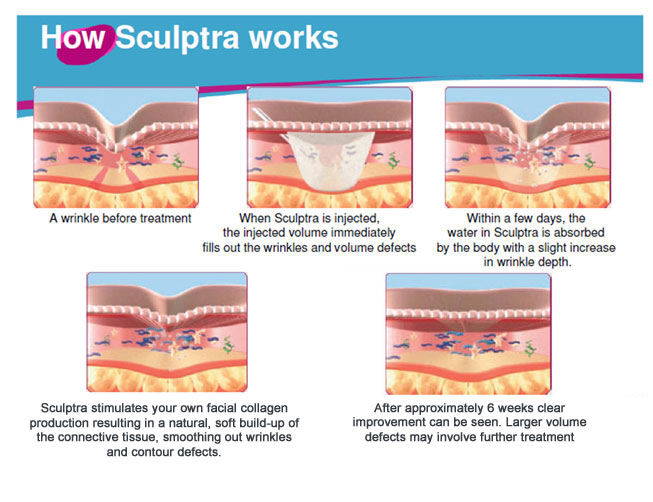 How Sculptra works
A wrinkle before treatment
When Sculptra is injected,
the injected volume immediately
fills out the wrinkles and volume defects
Within a few days, the
water in Sculptra is absorbed
by the body with a slight increase
in wrinkle depth.
Sculptra stimulates your own facial collagen
production resulting in a natural, soft build-up of
the connective tissue, smoothing out wrinkles
and contour defects.
After approximately 6 weeks clear
improvement can be seen. Larger volume
defects may involve further treatment